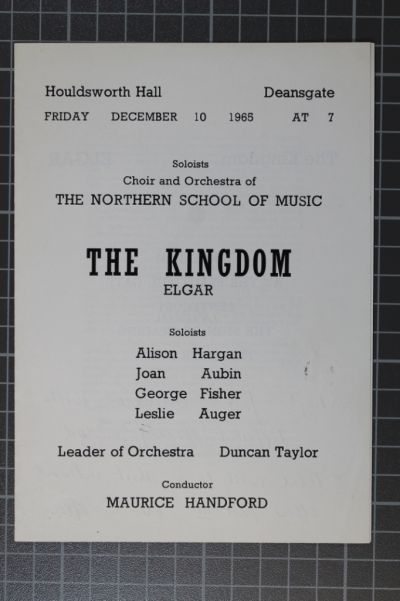 Houldsworth Hall Deansgate
FRIDAY DECEMBER 10 1965 AT 7
Soloists
Choir and Orchestra of
THE NORTHERN SCHOOL OF MUSIC
THE KINGDOM
ELGAR
Soloists
Alison Hargan
Joan Aubin
George Fisher
Leslie Auger
Leader of Orchestra Duncan Taylor
Conductor
MAURICE HANDFORD